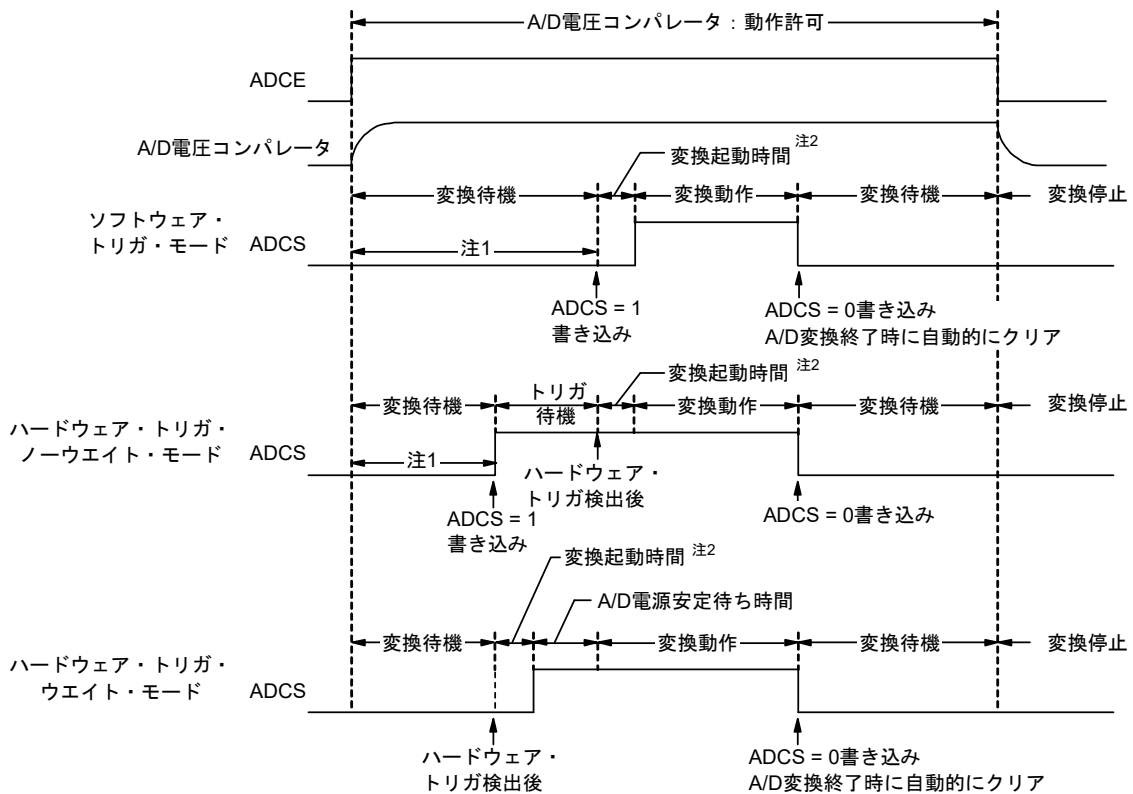 A/D電圧コンパレータ：動作許可
ADCE
A/D電圧コンパレータ
変換起動時間 注2
変換待機
変換動作
変換待機
変換停止
ソフトウェア・
トリガ・モード
ADCS
注1
ADCS = 1
書き込み
ADCS = 0書き込み
A/D変換終了時に自動的にクリア
変換起動時間 注2
変換待機
トリガ
待機
変換動作
変換待機
変換停止
ハードウェア・トリガ・
ノーウエイト・モード
ADCS
注1
ハードウェア・
トリガ検出後
ADCS = 1
書き込み
ADCS = 0書き込み
変換起動時間 注2
A/D電源安定待ち時間
変換待機
変換動作
変換待機
変換停止
ハードウェア・トリガ・
ウエイト・モード
ADCS
ハードウェア・
トリガ検出後
ADCS = 0書き込み
A/D変換終了時に自動的にクリア